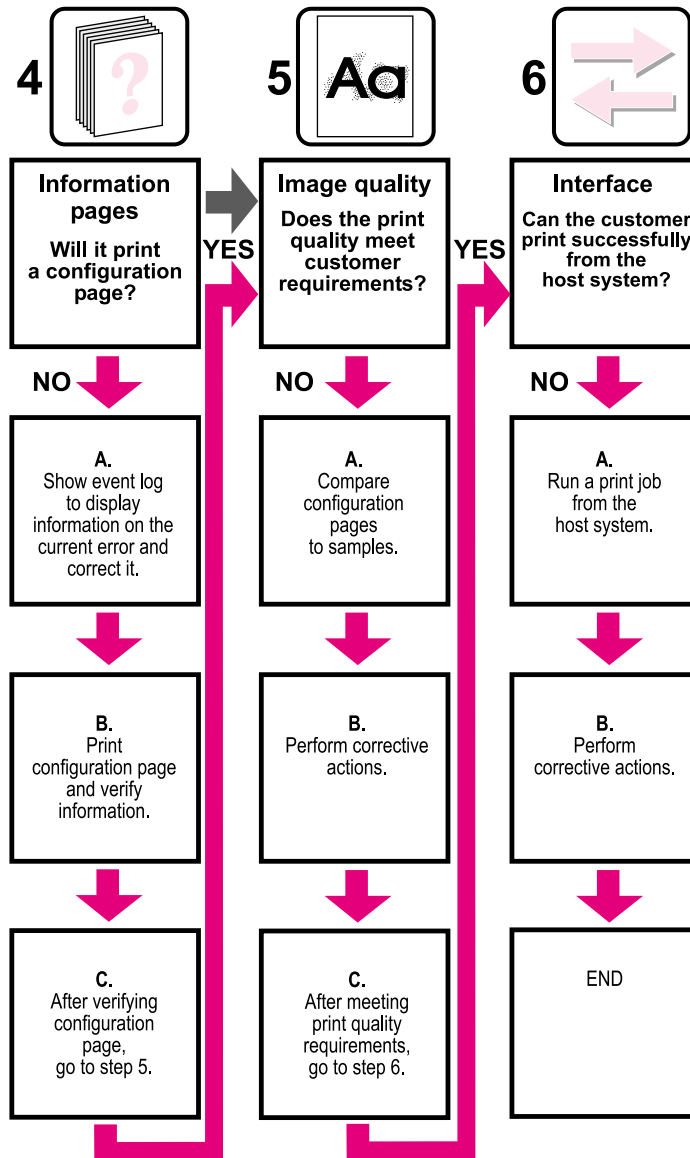 4
?
Information
pages
Will it print
a configuration
page?
YES
NO
A.
Show event log
to display
information on the
current error and
correct it.
B.
Print
configuration page
and verify
information.
C.
After verifying
configuration
page,
go to step 5.
5
Aa
Image quality
Does the print
quality meet
customer
requirements?
YES
NO
A.
Compare
configuration
pages
to samples.
B.
Perform corrective
actions.
C.
After meeting
print quality
requirements,
go to step 6.
6
Interface
Can the customer
print successfully
from the
host system?
NO
A.
Run a print job
from the
host system.
B.
Perform
corrective actions.
END